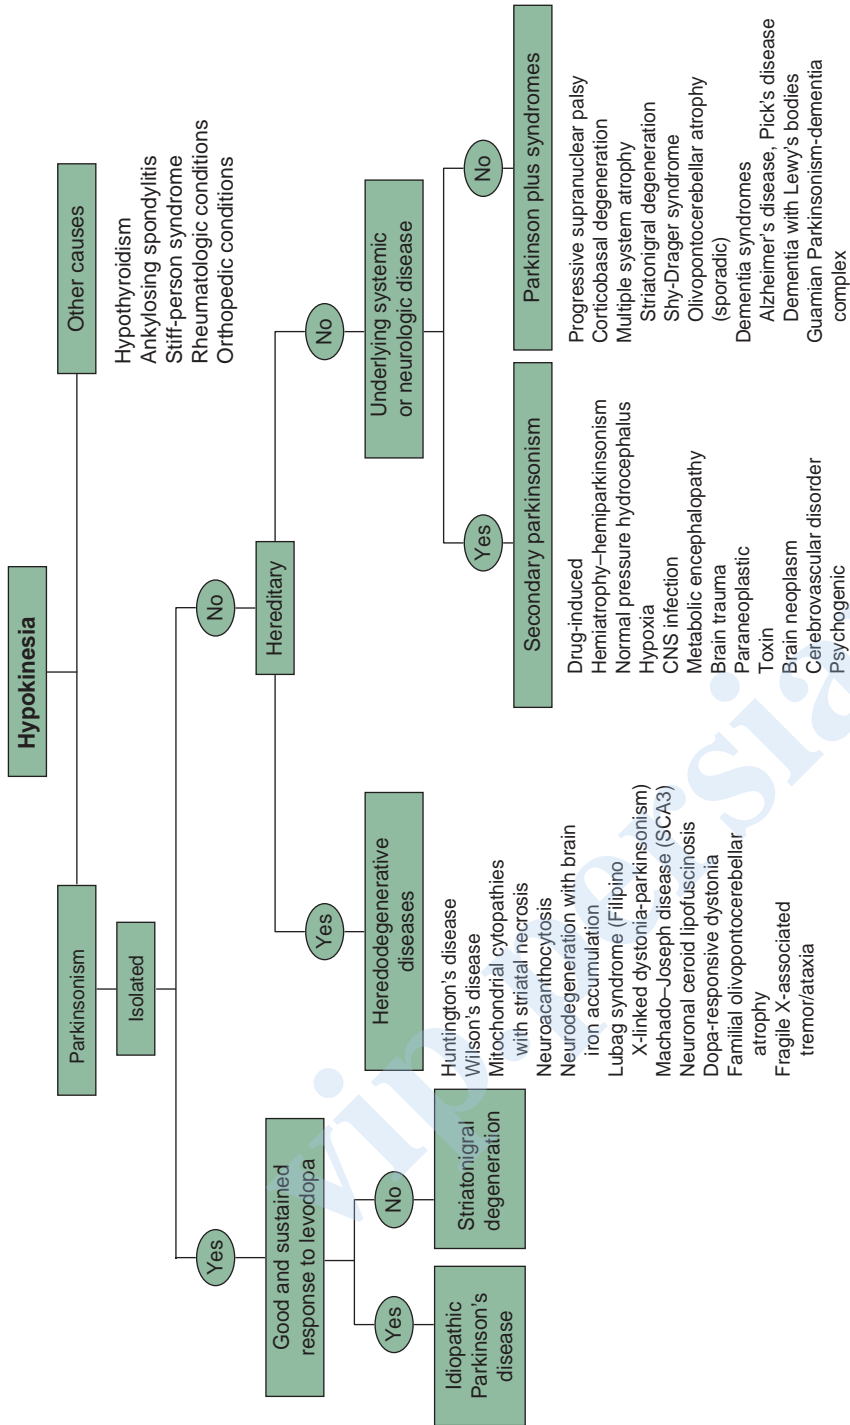 Hypokinesia
Parkinsonism
Other causes
Hypothyroidism
Ankylosing spondylitis
Stiff-person syndrome
Rheumatologic conditions
Orthopedic conditions
Isolated
Yes
No
Good and sustained
response to levodopa
Hereditary
Yes
No
Yes
No
Underlying systemic
or neurologic disease
Yes
No
Idiopathic
Parkinson's
disease
Striatonigral
degeneration
Heredodegenerative
diseases
Huntington's disease
Wilson's disease
Mitochondrial cytopathies
with striatal necrosis
Neuroacanthocytosis
Neurodegeneration with brain
iron accumulation
Lubag syndrome (Filipino
X-linked dystonia-parkinsonism)
Machado–Joseph disease (SCA3)
Neuronal ceroid lipofuscinosis
Dopa-responsive dystonia
Familial olivopontocerebellar
atrophy
Fragile X-associated
tremor/ataxia
Secondary parkinsonism
Drug-induced
Hemiatrophy–hemiparkinsonism
Normal pressure hydrocephalus
Hypoxia
CNS infection
Metabolic encephalopathy
Brain trauma
Paraneoplastic
Toxin
Brain neoplasm
Cerebrovascular disorder
Psychogenic
Parkinson plus syndromes
Progressive supranuclear palsy
Corticobasal degeneration
Multiple system atrophy
Striatonigral degeneration
Shy-Drager syndrome
Olivopontocerebellar atrophy
(sporadic)
Dementia syndromes
Alzheimer's disease, Pick's disease
Dementia with Lewy's bodies
Guamian Parkinsonism-dementia
complex
vip.persia